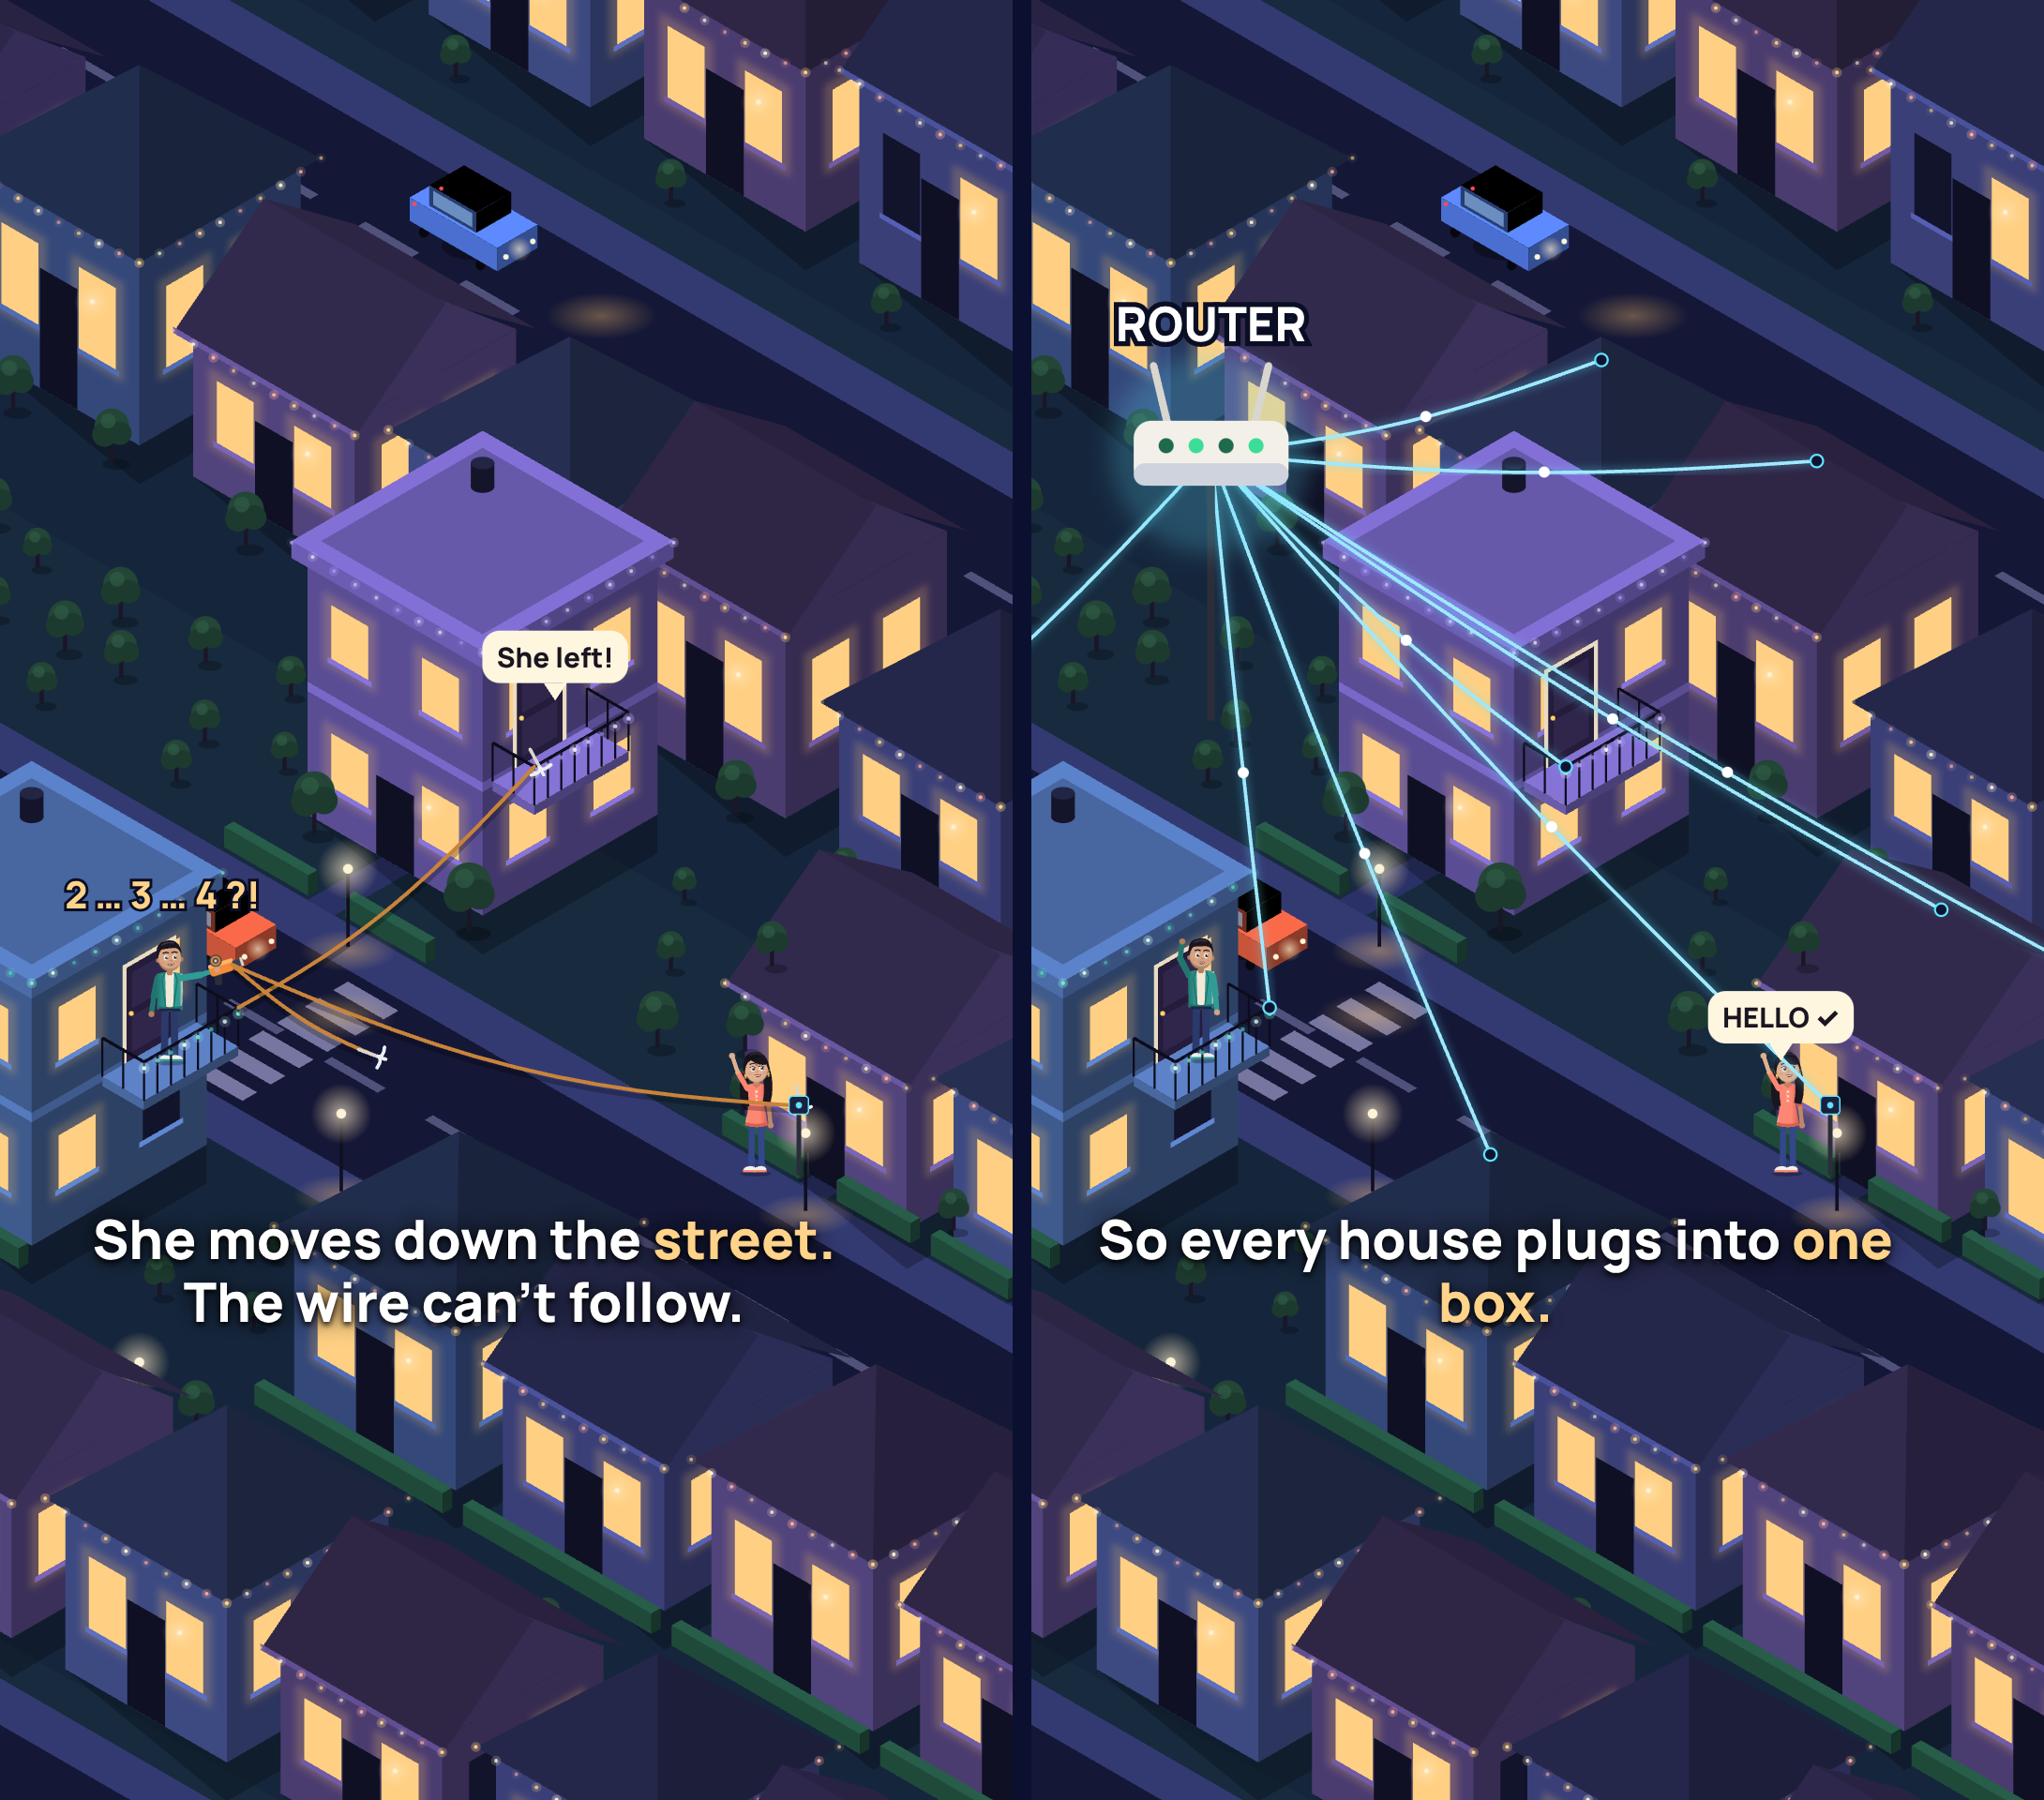 She left!
2 ... 3 ... 4 ?!
She moves down the street.
The wire can’t follow.
ROUTER
HELLO ✓
So every house plugs into one
box.